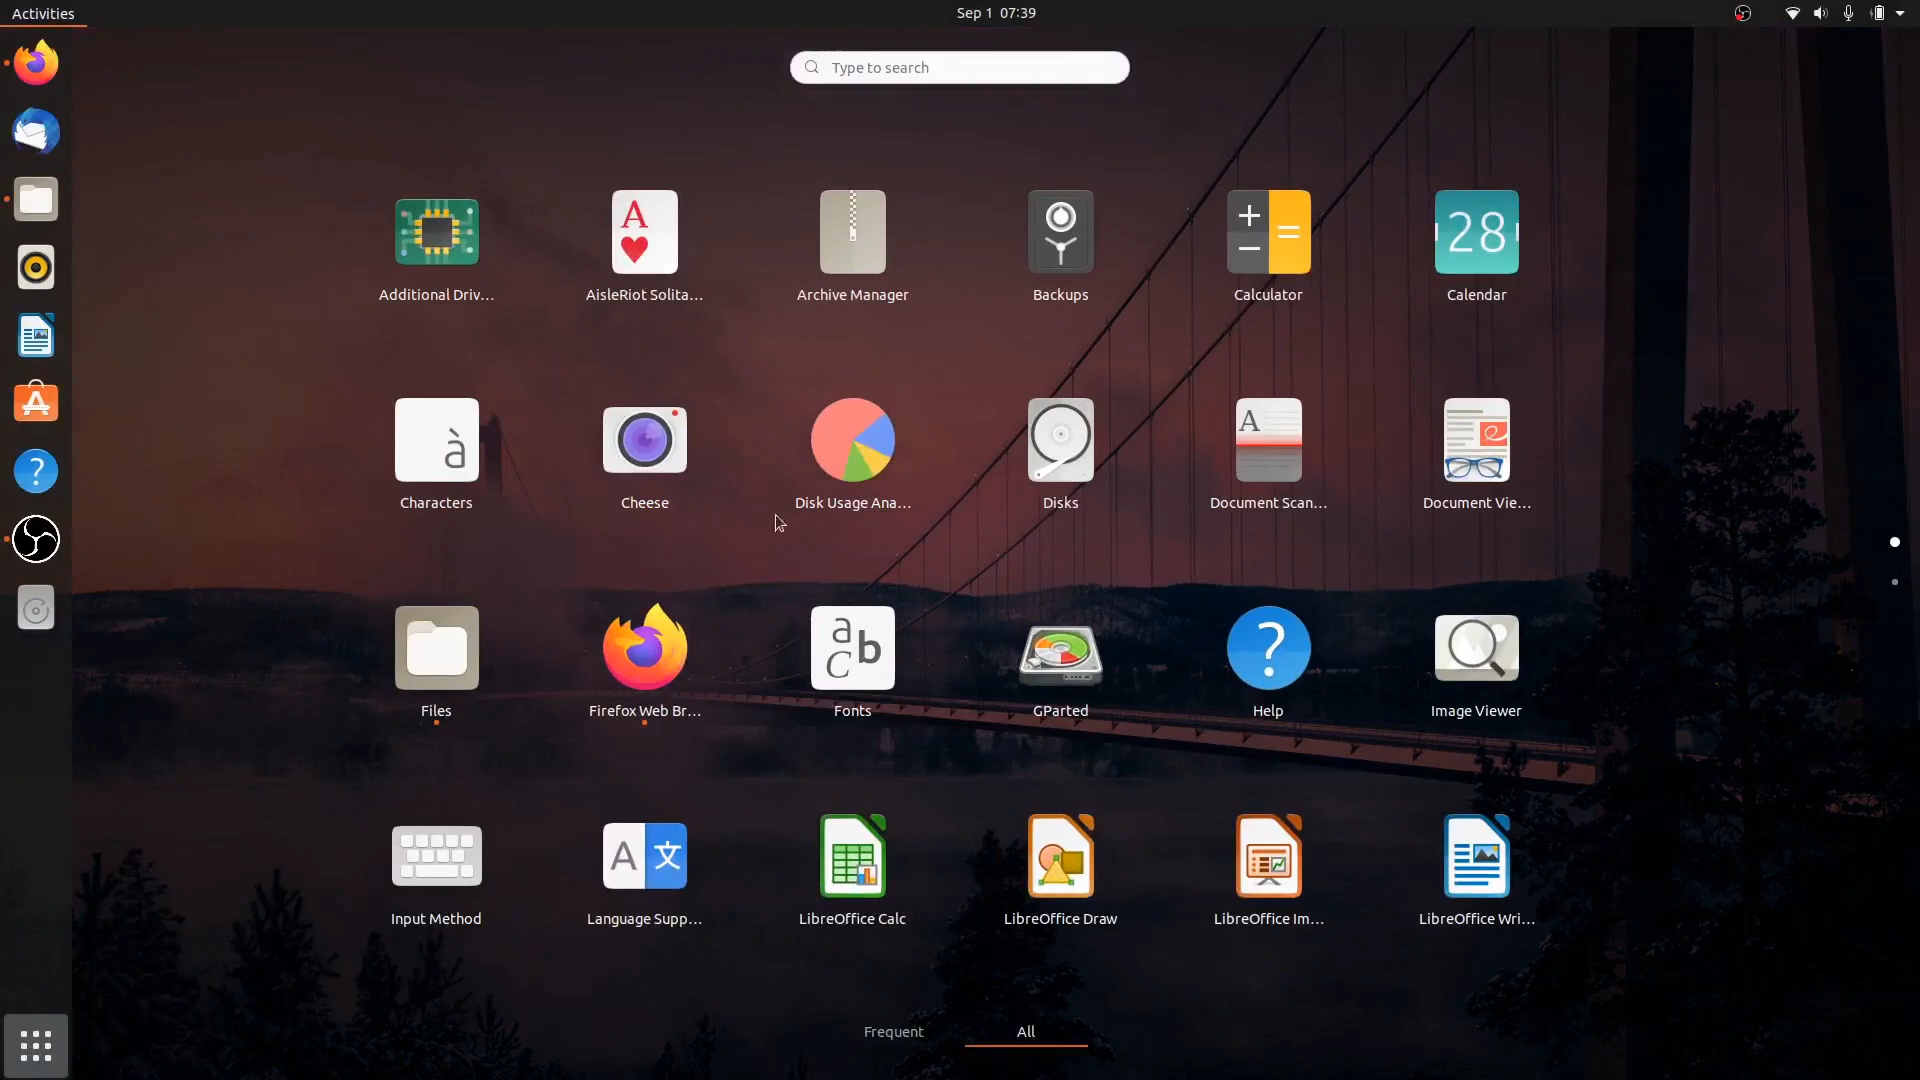 Activities
Sep 1 07:39
Type to search
Additional Driv...
AisleRiot Solita...
Archive Manager
Backups
Calculator
28
Calendar
Characters
Cheese
Disk Usage Ana...
Disks
Document Scan...
Document Vie...
Files
Firefox Web Br...
Fonts
GParted
Help
Image Viewer
Input Method
Language Supp...
LibreOffice Calc
LibreOffice Draw
LibreOffice Im...
LibreOffice Wri...
Frequent
All